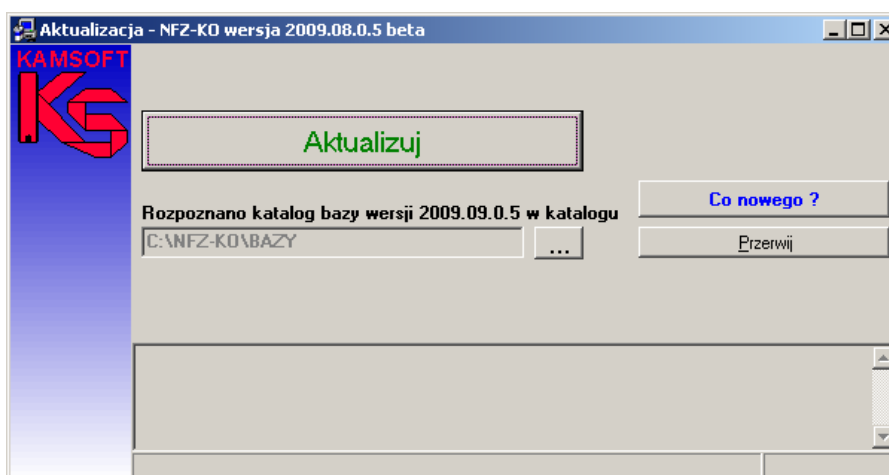 Aktualizacja - NFZ-KO wersja 2009.08.0.5 beta
KAMSOFT
KS
Aktualizuj
Co nowego ?
Rozpoznano katalog bazy wersji 2009.09.0.5 w katalogu
C:\NFZ-KO\BAZY
...
Przerwij